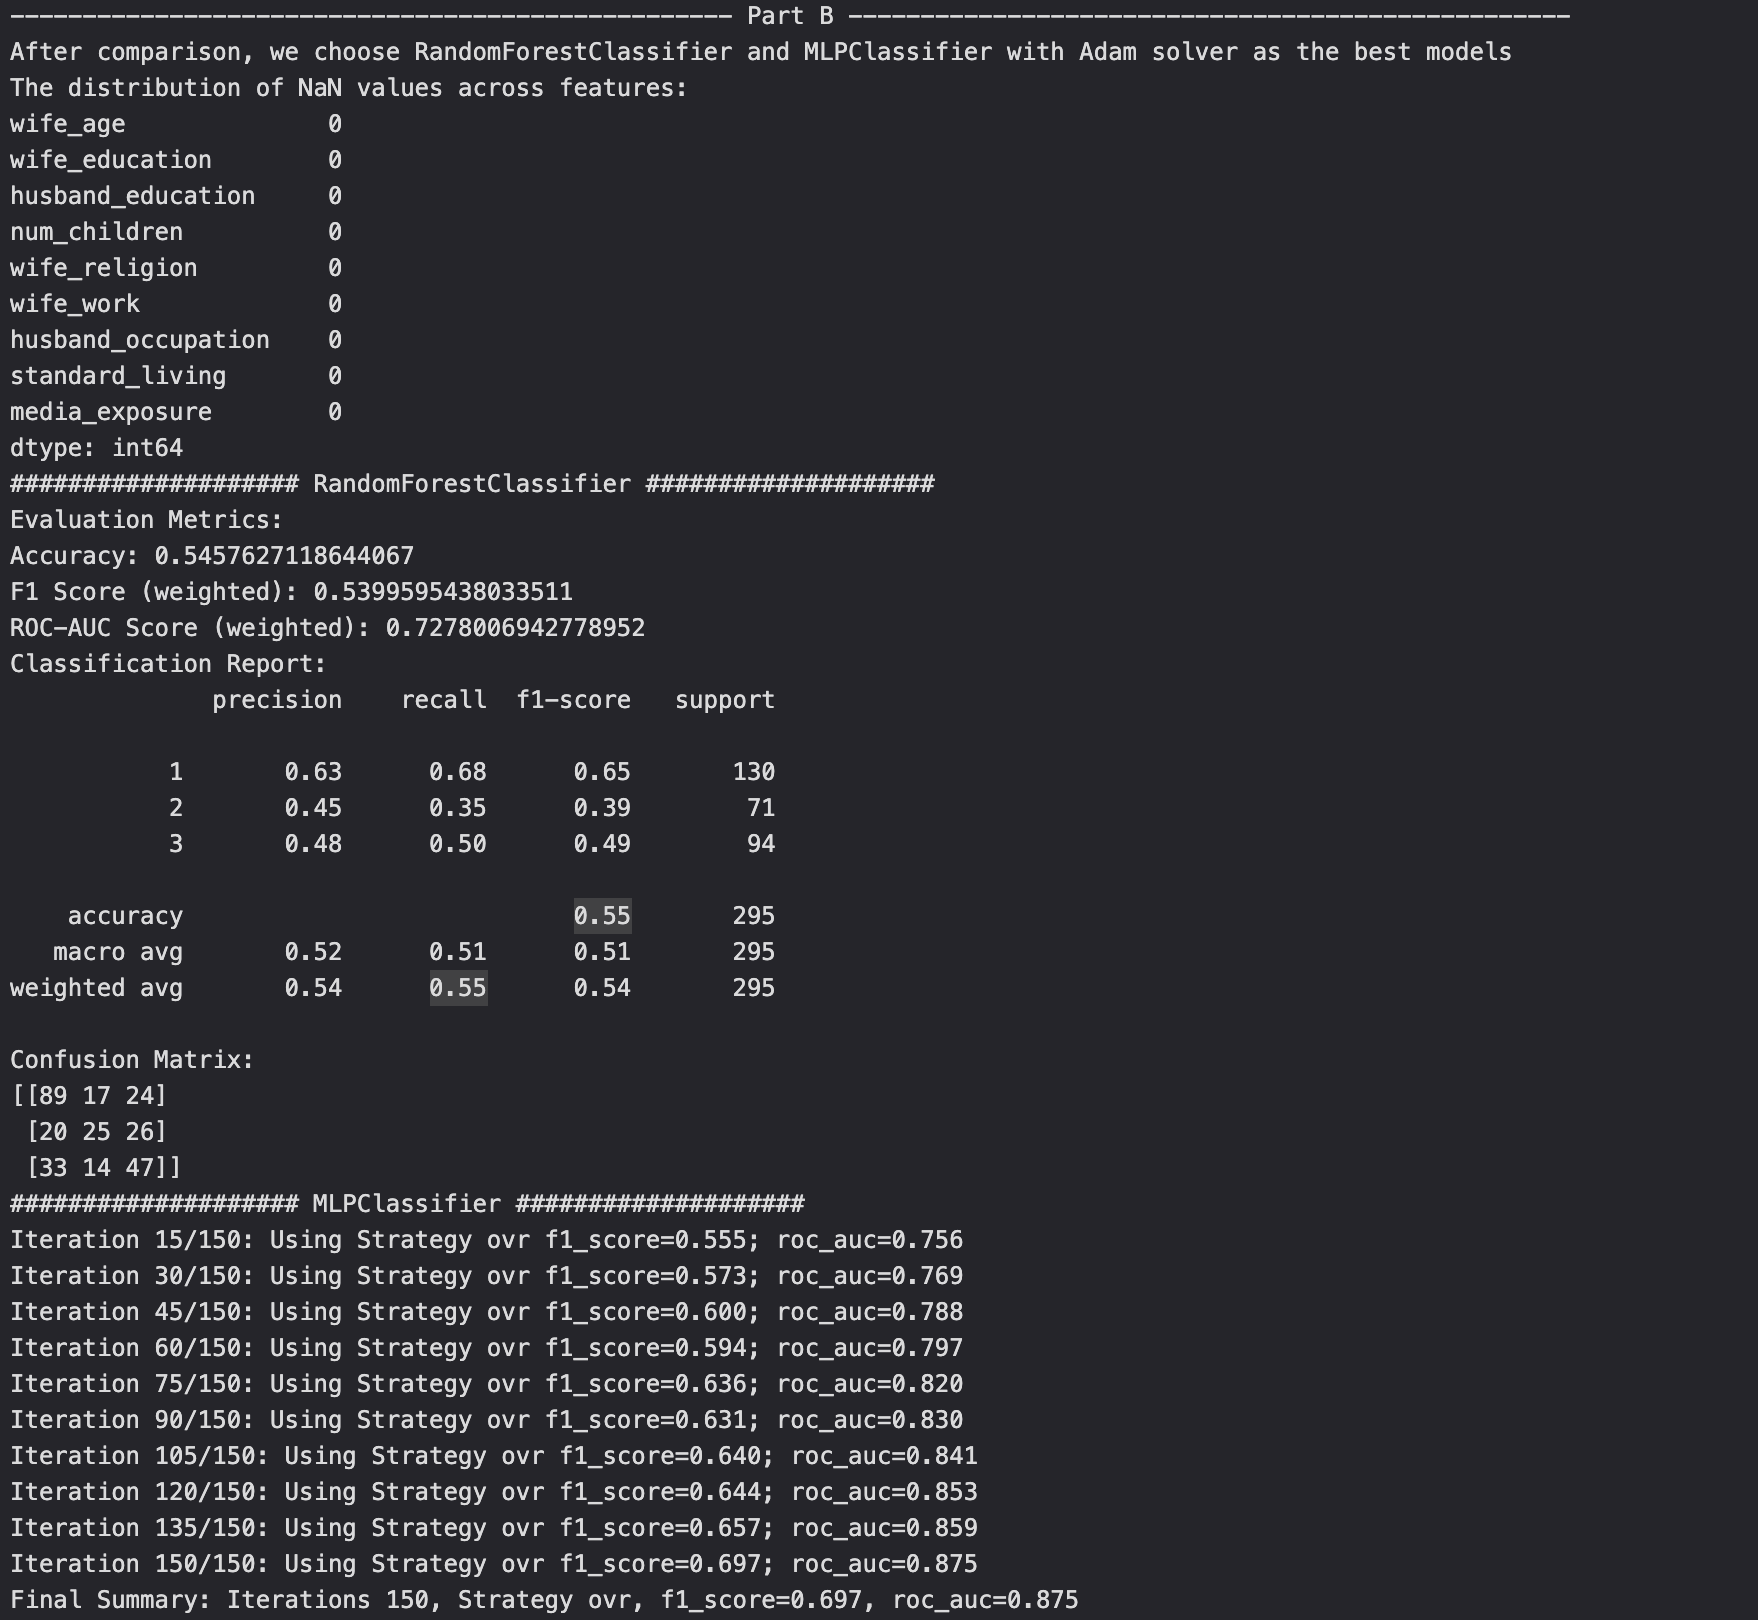 -------------------------------------------------- Part B --------------------------------------------------
After comparison, we choose RandomForestClassifier and MLPClassifier with Adam solver as the best models
The distribution of NaN values across features:
wife_age              0
wife_education        0
husband_education     0
num_children          0
wife_religion         0
wife_work             0
husband_occupation    0
standard_living       0
media_exposure        0
dtype: int64
#################### RandomForestClassifier ####################
Evaluation Metrics:
Accuracy: 0.5457627118644067
F1 Score (weighted): 0.5399595438033511
ROC-AUC Score (weighted): 0.7278006942778952
Classification Report:
              precision    recall  f1-score   support
           1       0.63      0.68      0.65       130
           2       0.45      0.35      0.39        71
           3       0.48      0.50      0.49        94
    accuracy                           0.55       295
   macro avg       0.52      0.51      0.51       295
weighted avg       0.54      0.55      0.54       295
Confusion Matrix:
[[89 17 24]
 [20 25 26]
 [33 14 47]]
#################### MLPClassifier ####################
Iteration 15/150: Using Strategy ovr f1_score=0.555; roc_auc=0.756
Iteration 30/150: Using Strategy ovr f1_score=0.573; roc_auc=0.769
Iteration 45/150: Using Strategy ovr f1_score=0.600; roc_auc=0.788
Iteration 60/150: Using Strategy ovr f1_score=0.594; roc_auc=0.797
Iteration 75/150: Using Strategy ovr f1_score=0.636; roc_auc=0.820
Iteration 90/150: Using Strategy ovr f1_score=0.631; roc_auc=0.830
Iteration 105/150: Using Strategy ovr f1_score=0.640; roc_auc=0.841
Iteration 120/150: Using Strategy ovr f1_score=0.644; roc_auc=0.853
Iteration 135/150: Using Strategy ovr f1_score=0.657; roc_auc=0.859
Iteration 150/150: Using Strategy ovr f1_score=0.697; roc_auc=0.875
Final Summary: Iterations 150, Strategy ovr, f1_score=0.697, roc_auc=0.875